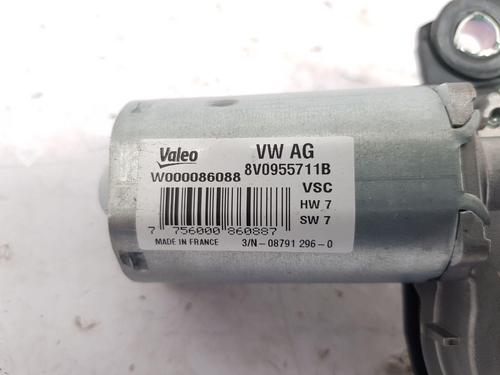 Valeo VW AG
W000086088 8V0955711B
VSC
HW 7
SW 7
7 756000 860887
MADE IN FRANCE 3/N-08791 296-0